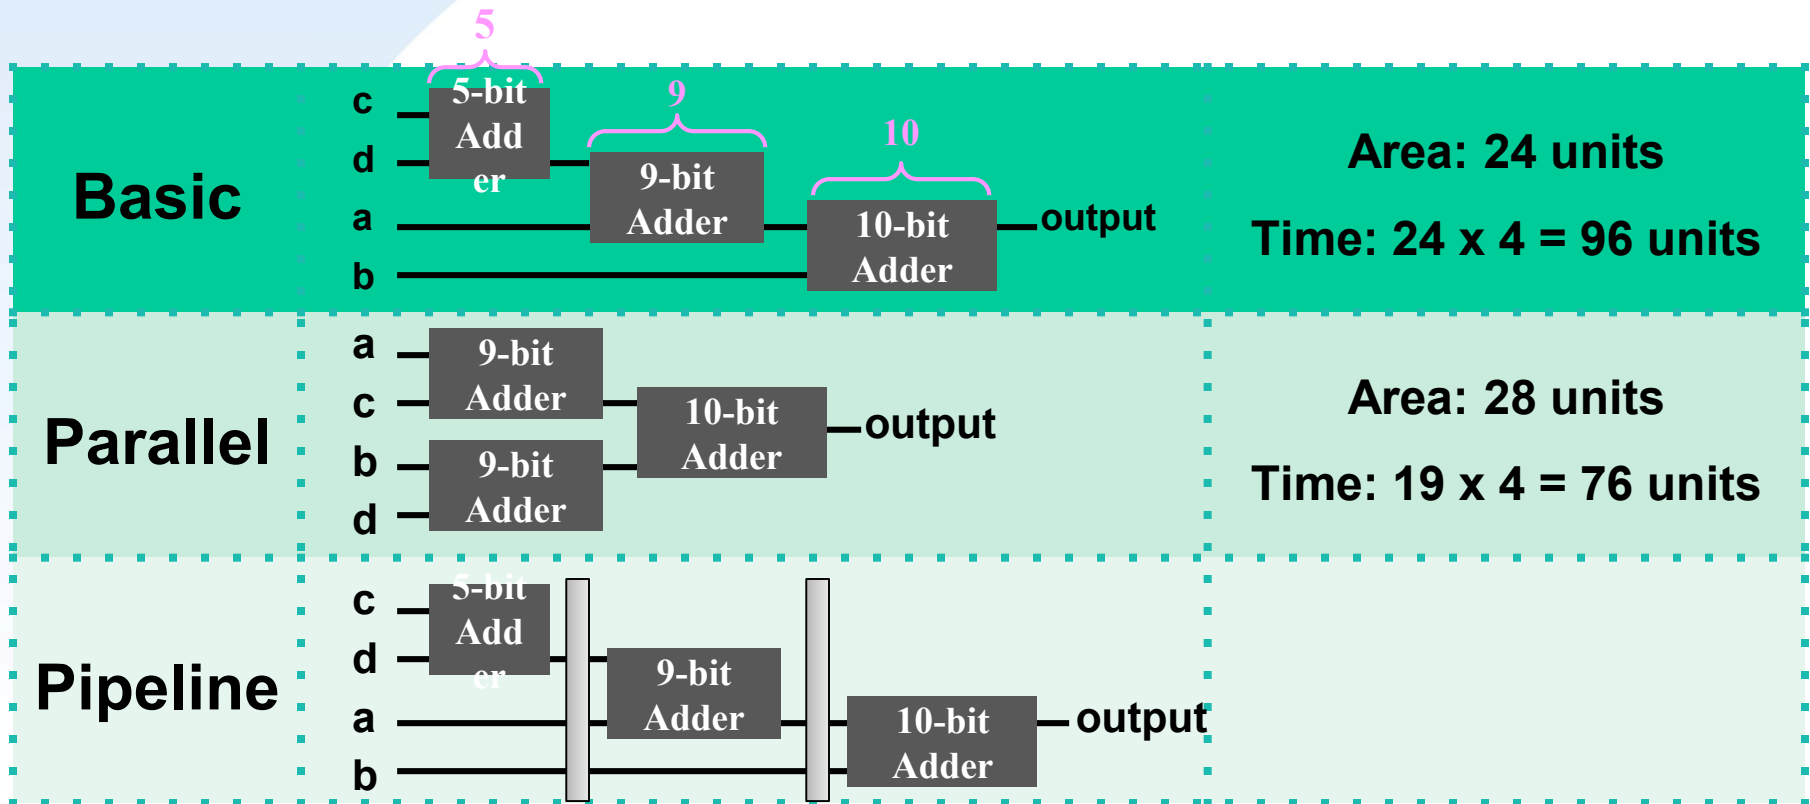 Basic
5
c
5-bit
Add
er
d
9
9-bit
Adder
10
a
10-bit
Adder
output
b
Area: 24 units
Time: 24 x 4 = 96 units
Parallel
a
9-bit
Adder
c
10-bit
Adder
output
b
9-bit
Adder
d
Area: 28 units
Time: 19 x 4 = 76 units
Pipeline
c
5-bit
Add
er
d
9-bit
Adder
a
10-bit
Adder
output
b